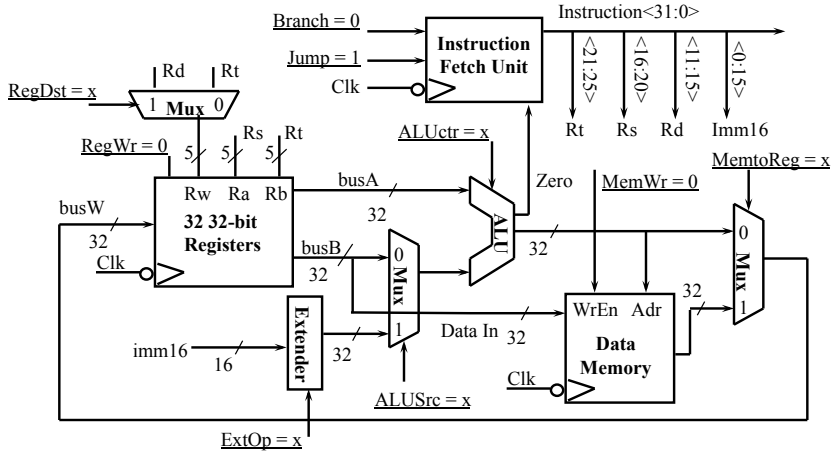 Branch = 0
Instruction<31:0>
Jump = 1
Instruction
Fetch Unit
Clk
<21:25>
<16:20>
<11:15>
<0:15>
Rt
Rs
Rd
Imm16
Rd
Rt
RegDst = x
1 Mux 0
RegWr = 0
5
5
5
Rs
Rt
ALUctr = x
Zero
MemWr = 0
MemtoReg = x
Rw
Ra
Rb
busA
32
busW
32
32 32-bit
Registers
busB
32
Clk
0
Mux
1
ALU
32
0
Mux
1
32
imm16
16
Extender
32
Data In
32
WrEn
Adr
Data
Memory
Clk
ALUSrc = x
ExtOp = x